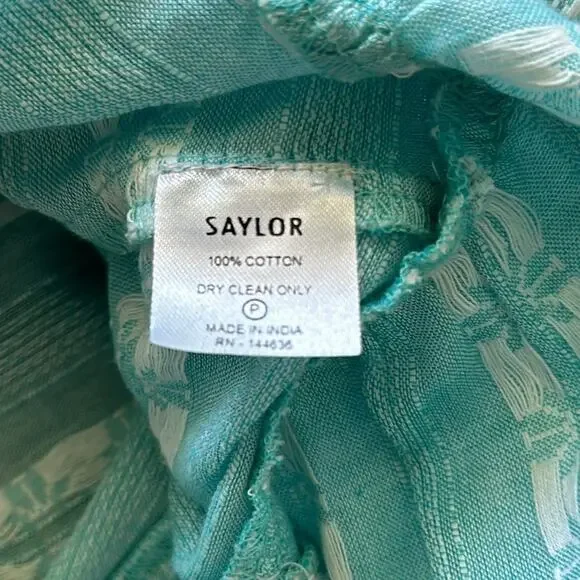 SAYLOR
100% COTTON
DRY CLEAN ONLY
P
MADE IN INDIA
RN - 144636